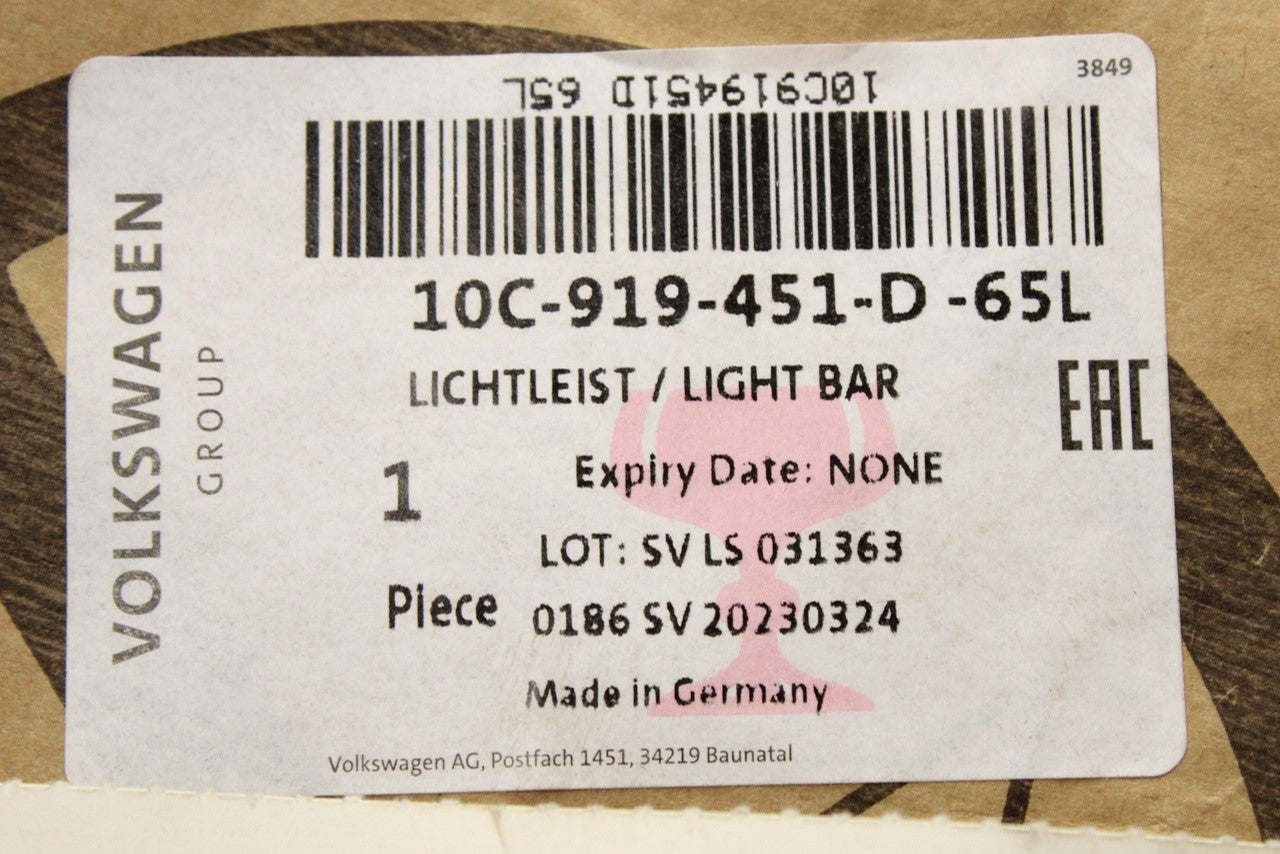 3849
10C919451D 65L
10C-919-451-D -65L
LICHTLEIST / LIGHT BAR
EAC
Expiry Date: NONE
1
LOT: SV LS 031363
Piece
0186 SV 20230324
Made in Germany
Volkswagen AG, Postfach 1451, 34219 Baunatal
VOLKSWAGEN
GROUP